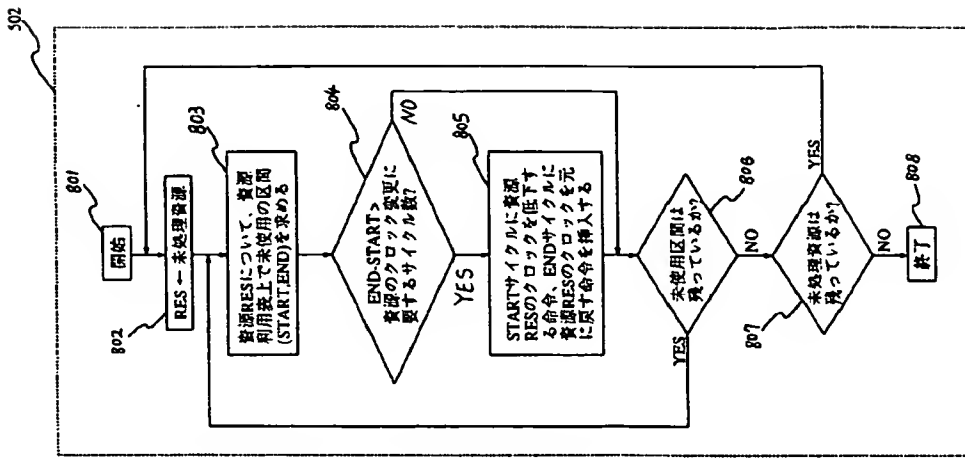 502
801
開始
802
RES ← 未処理資源
803
資源RESについて、資源
利用表上で未使用の区間
(START,END)を求める
804
END-START>
資源のクロック変更に
要するサイクル数?
NO
YES
805
STARTサイクルに資源
RESのクロックを低下す
る命令、ENDサイクルに
資源RESのクロックを元
に戻す命令を挿入する
806
未使用区間は
残っているか?
YES
NO
807
未処理資源は
残っているか?
YES
NO
808
終了